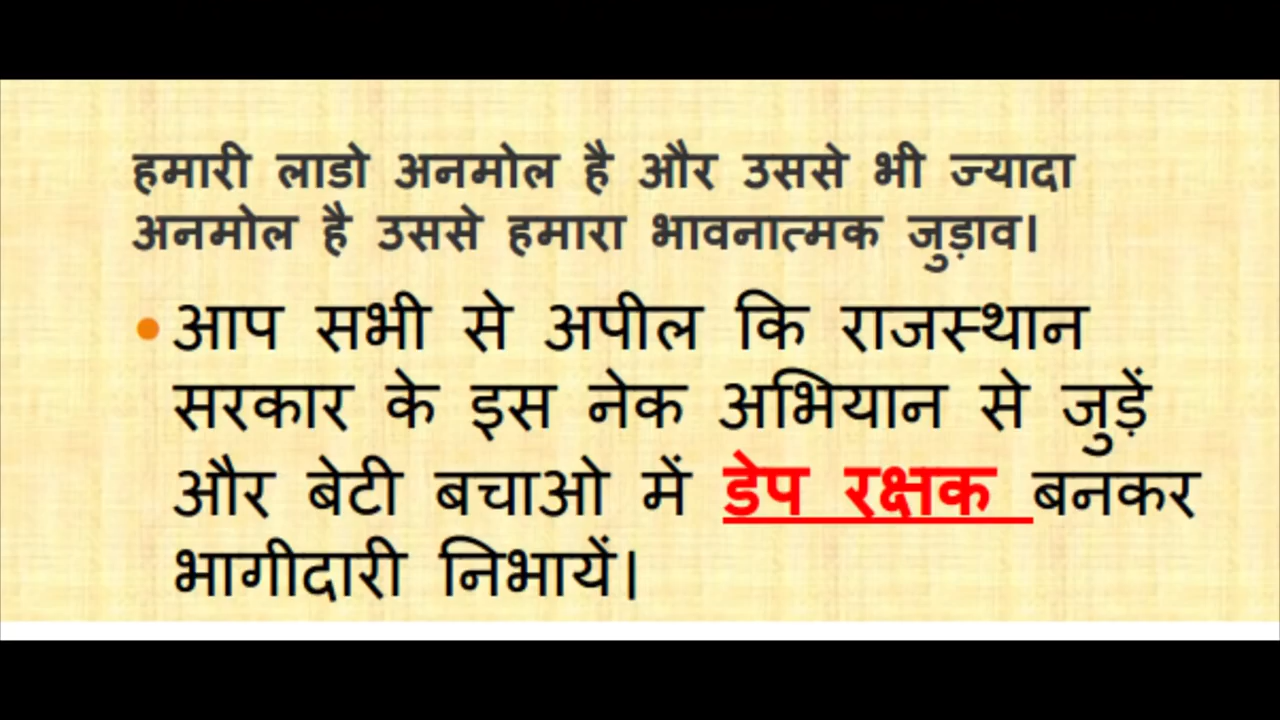 हमारी लाडो अनमोल है और उससे भी ज्यादा
अनमोल है उससे हमारा भावनात्मक जुड़ाव।
• आप सभी से अपील कि राजस्थान
सरकार के इस नेक अभियान से जुड़ें
और बेटी बचाओ में डेप रक्षक बनकर
भागीदारी निभायें।